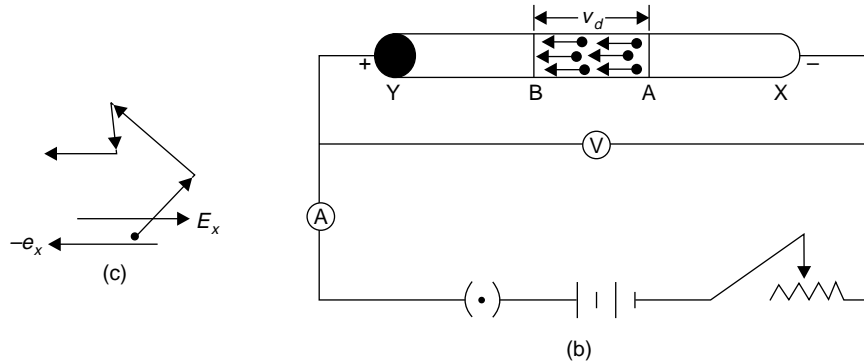 v_d
+
–
Y B A X
V
A
E_x
–e_x
(c)
(b)